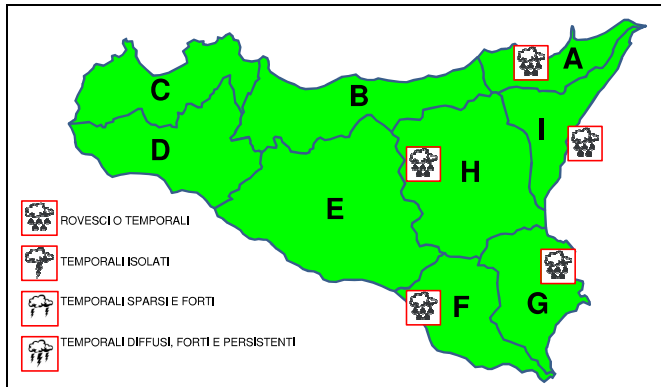 A
C
B
I
D
H
E
ROVESCI O TEMPORALI
TEMPORALI ISOLATI
G
F
TEMPORALI SPARSI E FORTI
TEMPORALI DIFFUSI, FORTI E PERSISTENTI